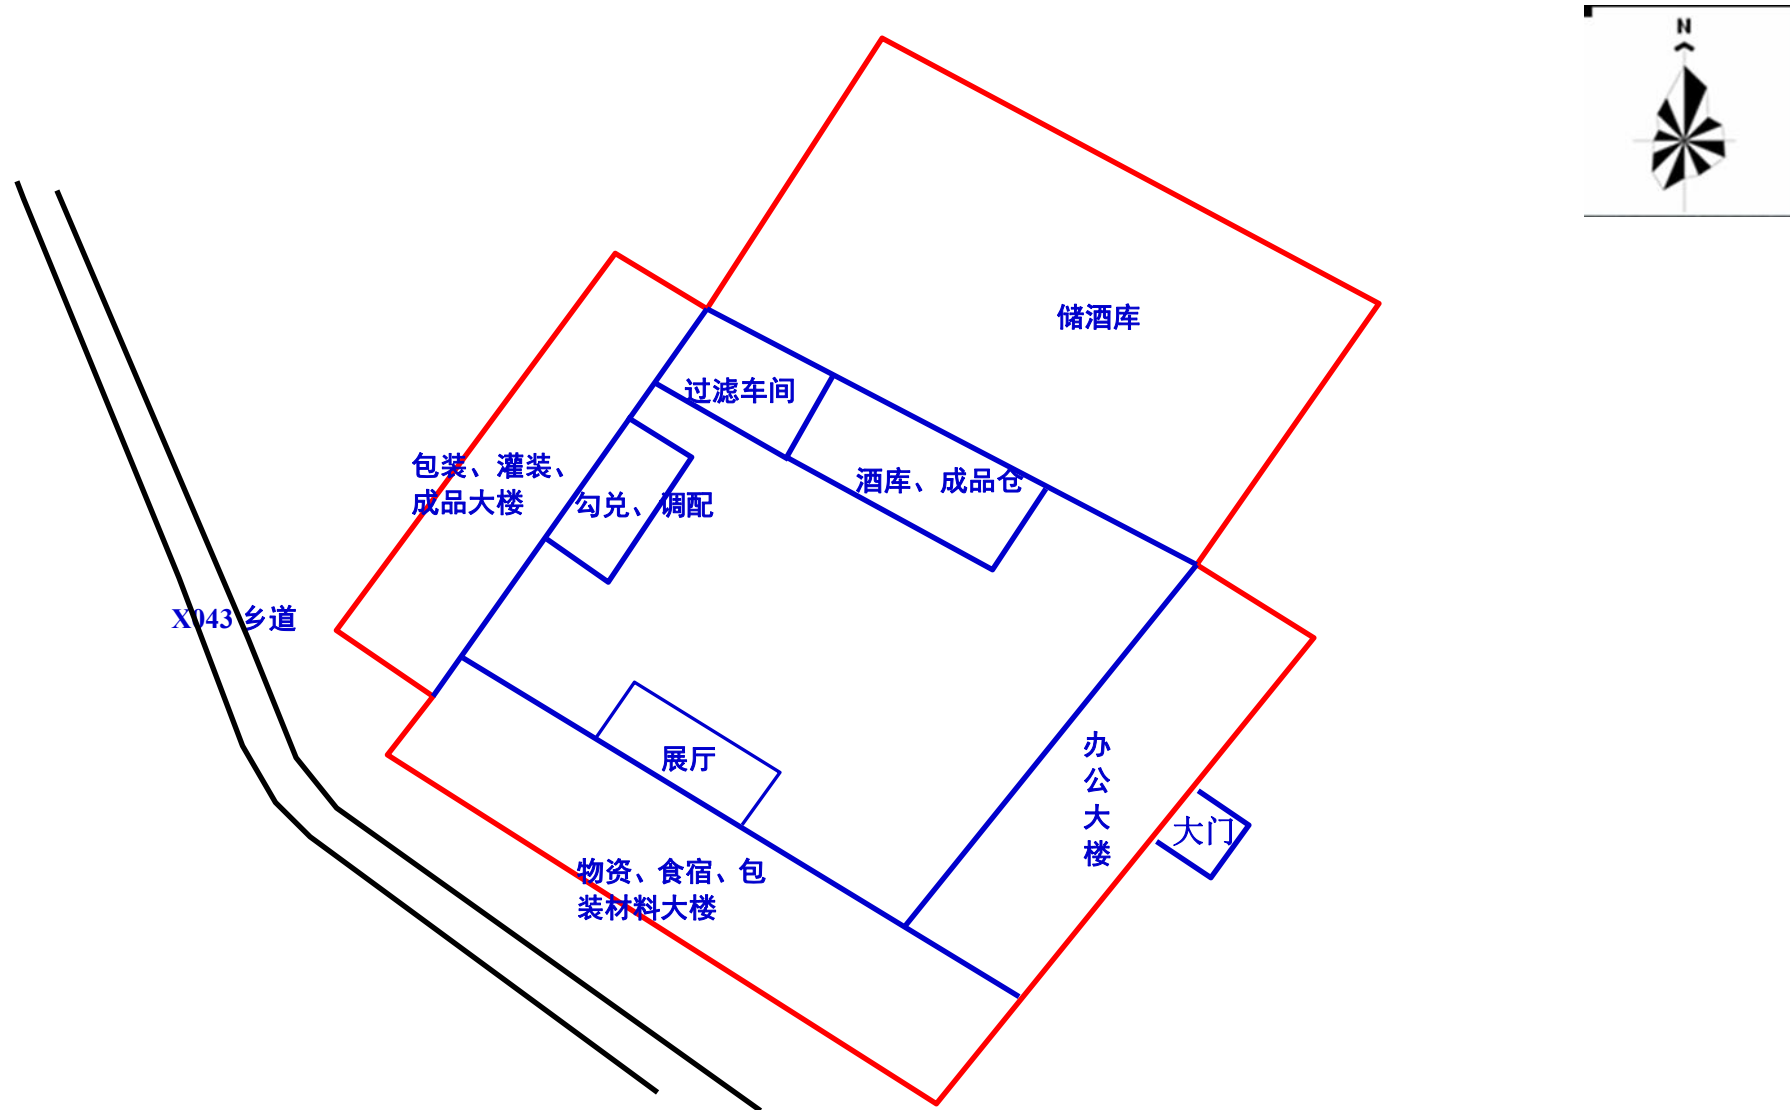 N
储酒库
过滤车间
包装、灌装、
成品大楼
酒库、成品仓
勾兑、调配
X043 乡道
展厅
办
公
大
楼
大门
物资、食宿、包
装材料大楼